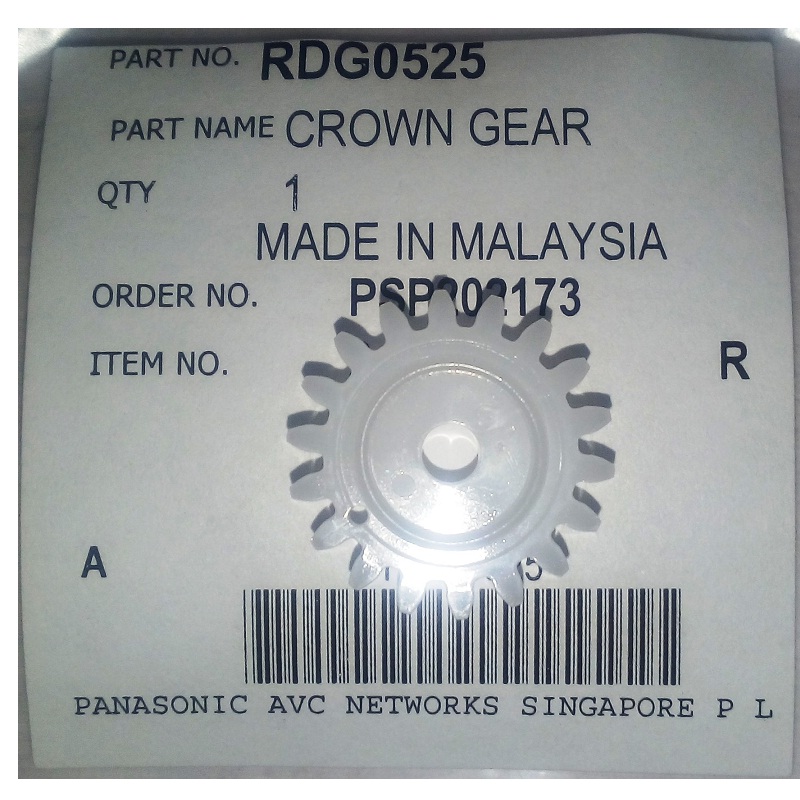 PART NO. RDG0525
PART NAME CROWN GEAR
QTY 1
MADE IN MALAYSIA
ORDER NO. PSP202173
ITEM NO.
R
A
PANASONIC AVC NETWORKS SINGAPORE P L